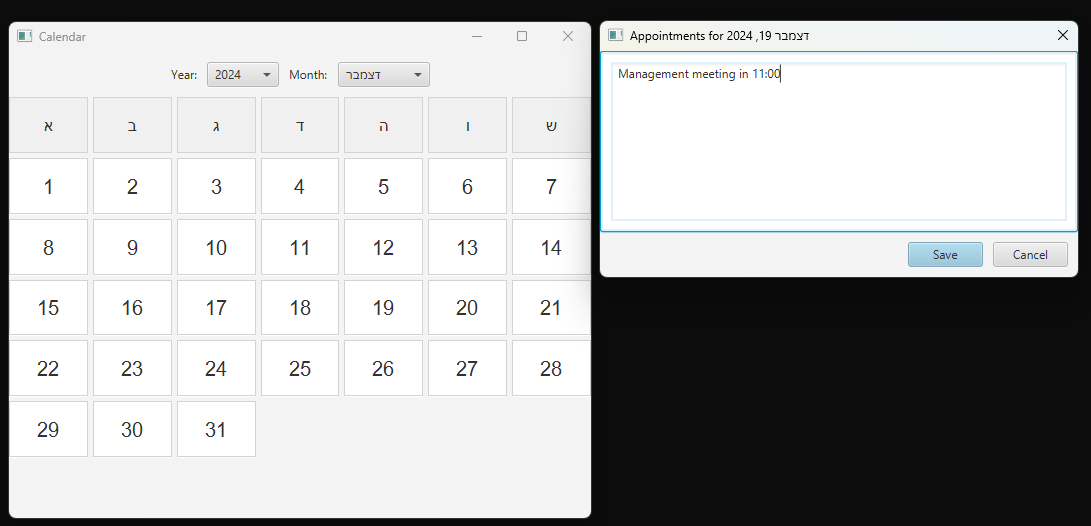 Calendar
Year: 2024 Month: דצמבר
א ב ג ד ה ו ש
1 2 3 4 5 6 7
8 9 10 11 12 13 14
15 16 17 18 19 20 21
22 23 24 25 26 27 28
29 30 31
Appointments for דצמבר 19, 2024
Management meeting in 11:00
Save Cancel